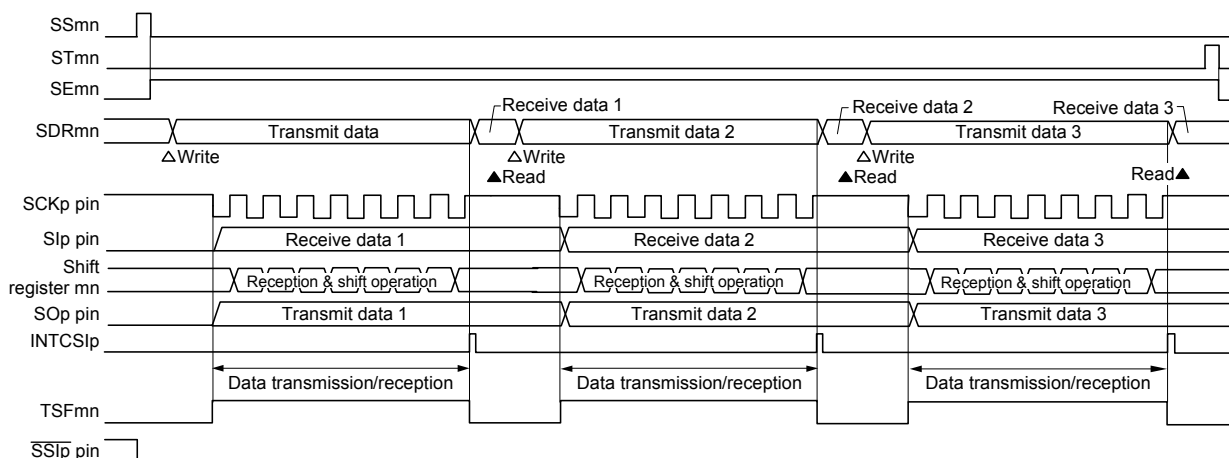 SSmn
STmn
SEmn
Receive data 1
Receive data 2
Receive data 3
SDRmn
Transmit data
Transmit data 2
Transmit data 3
△Write
△Write
△Write
▲Read
▲Read
Read▲
SCKp pin
SIp pin
Receive data 1
Receive data 2
Receive data 3
Shift
register mn
Reception & shift operation
Reception & shift operation
Reception & shift operation
SOp pin
Transmit data 1
Transmit data 2
Transmit data 3
INTCSIp
Data transmission/reception
Data transmission/reception
Data transmission/reception
TSFmn
SSIp pin